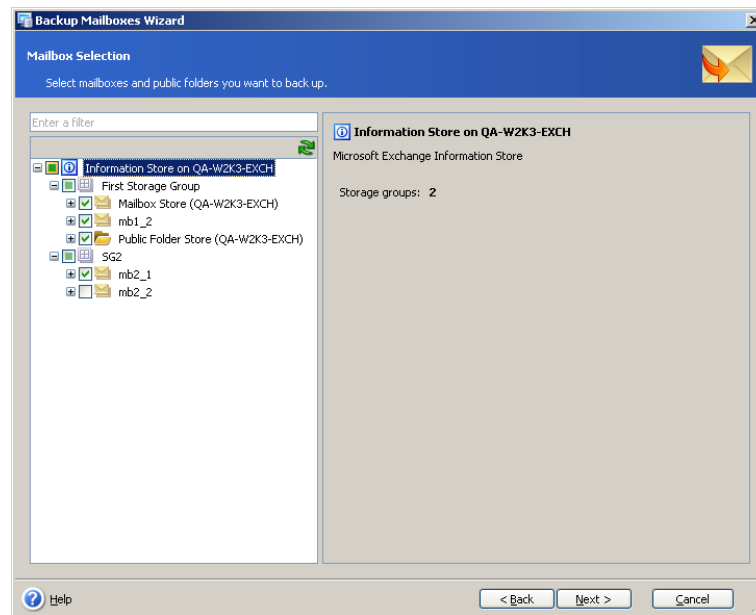 Backup Mailboxes Wizard
Mailbox Selection
Select mailboxes and public folders you want to back up.
Enter a filter
Information Store on QA-W2K3-EXCH
First Storage Group
Mailbox Store (QA-W2K3-EXCH)
mb1_2
Public Folder Store (QA-W2K3-EXCH)
SG2
mb2_1
mb2_2
Information Store on QA-W2K3-EXCH
Microsoft Exchange Information Store
Storage groups: 2
Help
< Back
Next >
Cancel